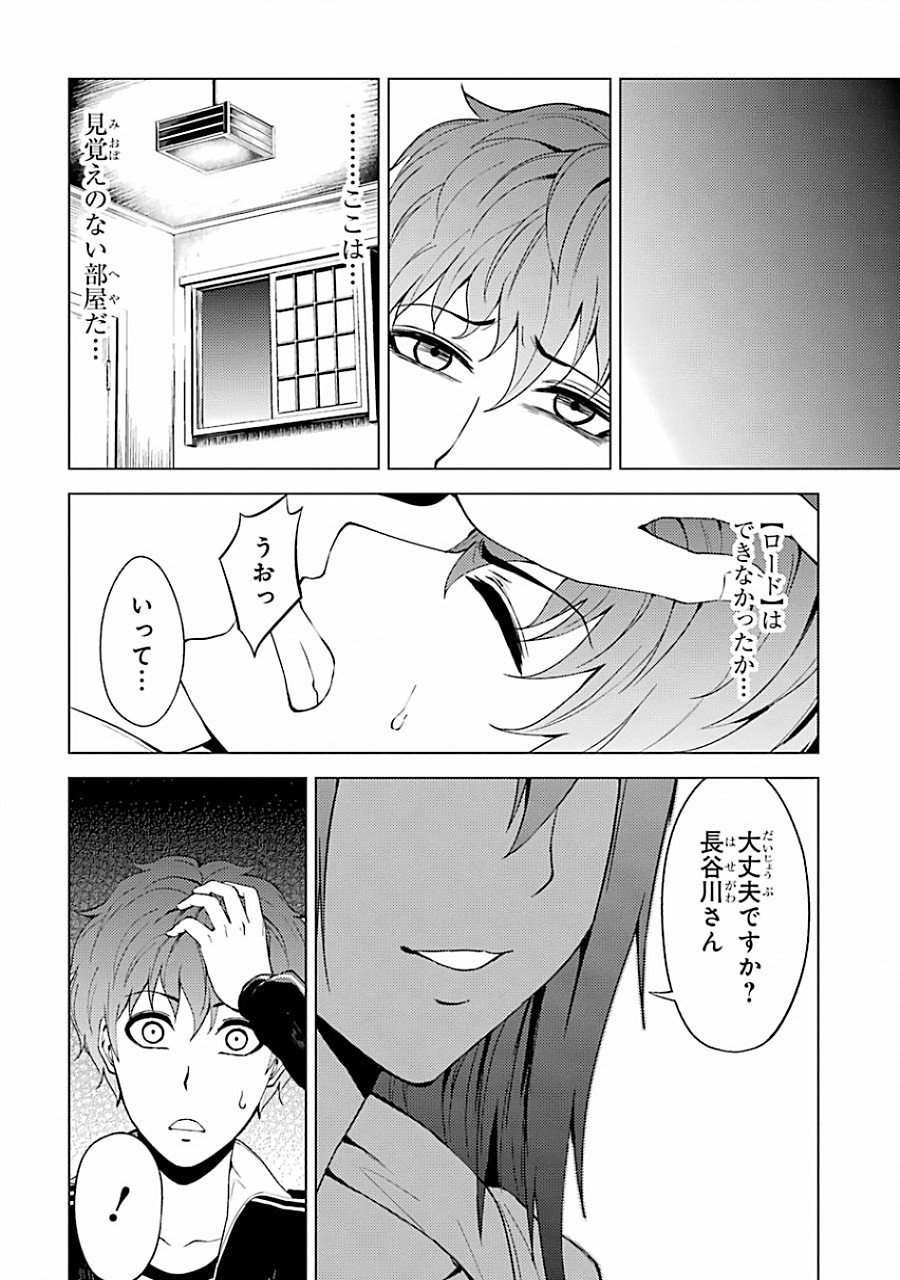 …………ここは…
見覚えのない部屋だ…
【ロード】は
できなかったか…
うおっ
いって…
大丈夫ですか？
長谷川さん
！